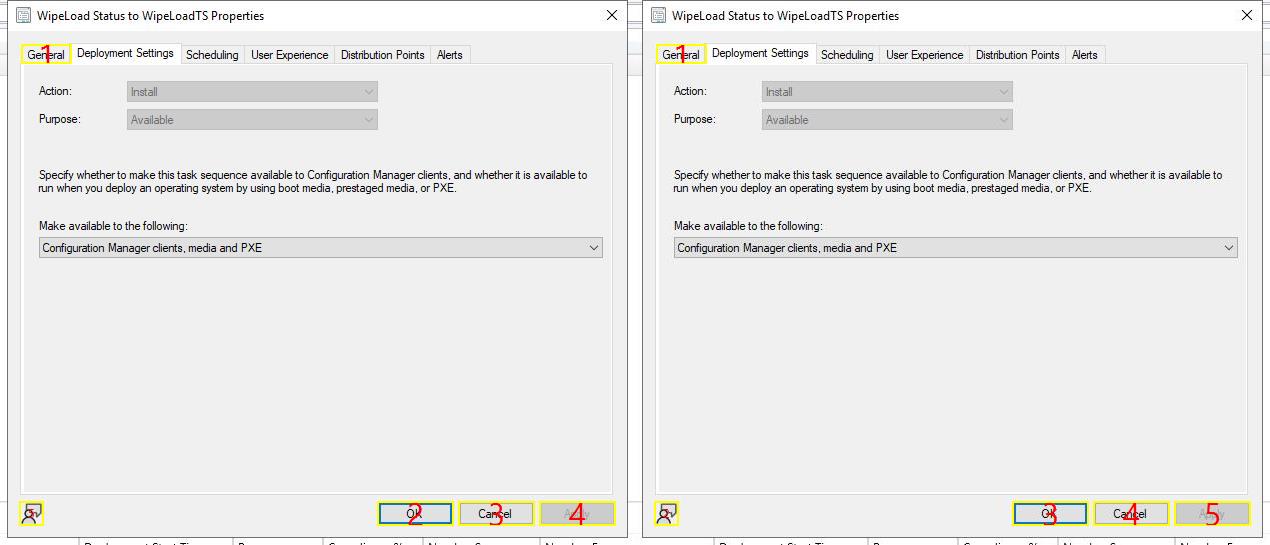 WipeLoad Status to WipeLoadTS Properties
General Deployment Settings Scheduling User Experience Distribution Points Alerts
1
Action: Install
Purpose: Available
Specify whether to make this task sequence available to Configuration Manager clients, and whether it is available to
run when you deploy an operating system by using boot media, prestaged media, or PXE.
Make available to the following:
Configuration Manager clients, media and PXE
OK Cancel Apply
2 3 4
WipeLoad Status to WipeLoadTS Properties
General Deployment Settings Scheduling User Experience Distribution Points Alerts
1
Action: Install
Purpose: Available
Specify whether to make this task sequence available to Configuration Manager clients, and whether it is available to
run when you deploy an operating system by using boot media, prestaged media, or PXE.
Make available to the following:
Configuration Manager clients, media and PXE
OK Cancel Apply
3 4 5